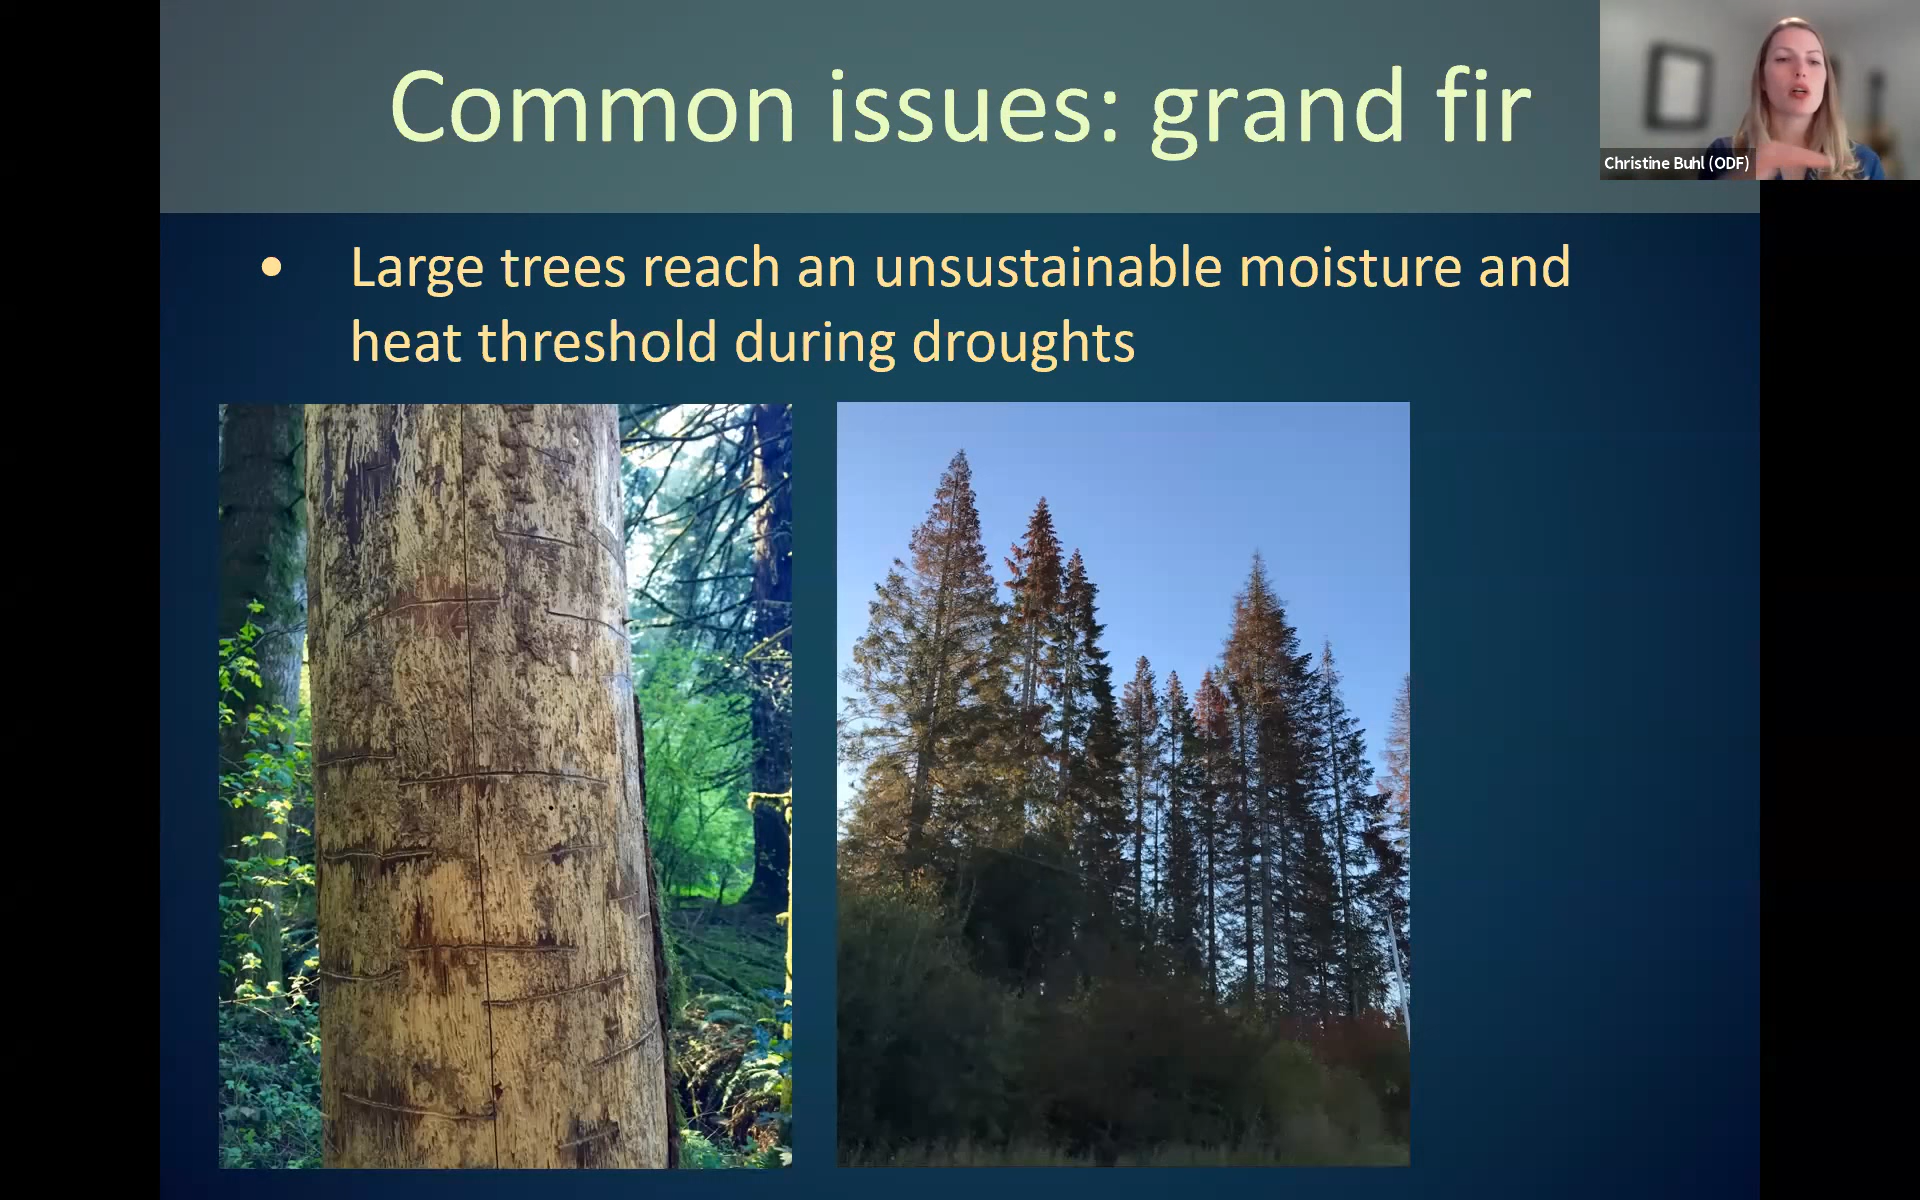 Common issues: grand fir
Christine Buhl (ODF)
• Large trees reach an unsustainable moisture and
heat threshold during droughts